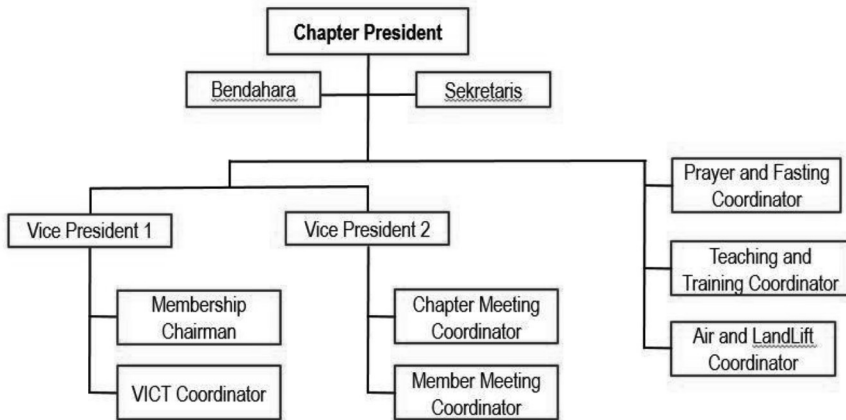 Chapter President
Bendahara
Sekretaris
Prayer and Fasting
Coordinator
Vice President 1
Vice President 2
Teaching and
Training Coordinator
Membership
Chairman
Chapter Meeting
Coordinator
Air and LandLift
Coordinator
VICT Coordinator
Member Meeting
Coordinator